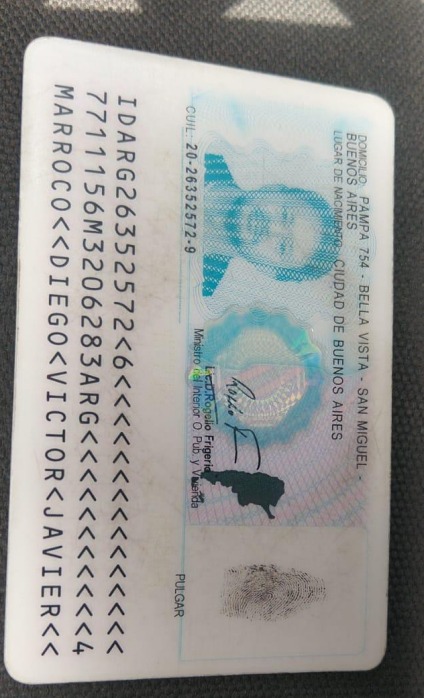 DOMICILIO: PAMPA 754 - BELLA VISTA - SAN MIGUEL -
BUENOS AIRES
LUGAR DE NACIMIENTO: CIUDAD DE BUENOS AIRES
CUIL: 20-26352572-9
Lic. Rogelio Frigerio
Ministro del Interior O. Pub. y Vivienda
PULGAR
IDARG26352572<6<<<<<<<<<<<<<<<
7711156M3206283ARG<<<<<<<<<<<4
MARROCO<<DIEGO<VICTOR<JAVIER<<